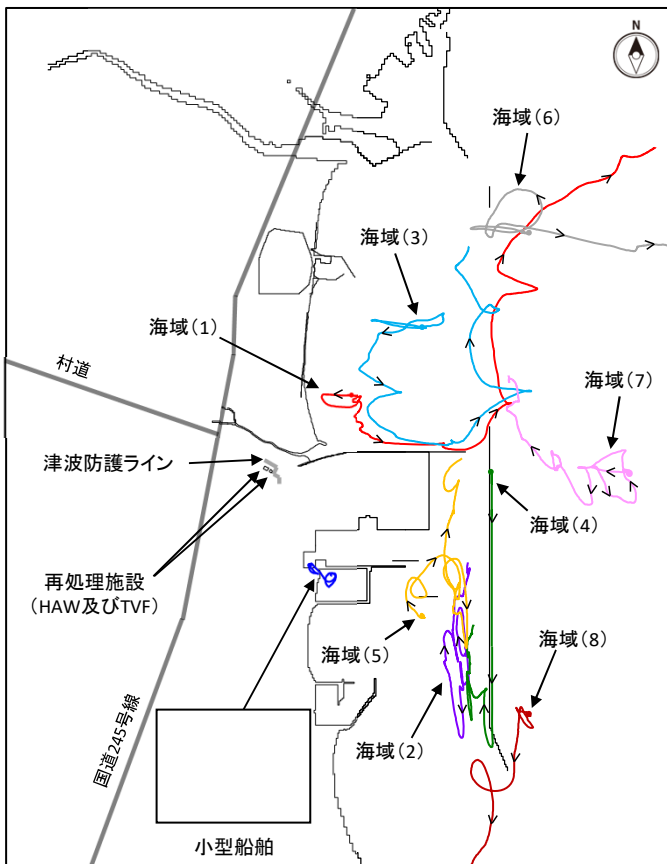 N
海域(6)
海域(3)
海域(1)
村道
海域(7)
津波防護ライン
海域(4)
再処理施設
(HAW及びTVF)
海域(5)
海域(8)
海域(2)
国道245号線
小型船舶